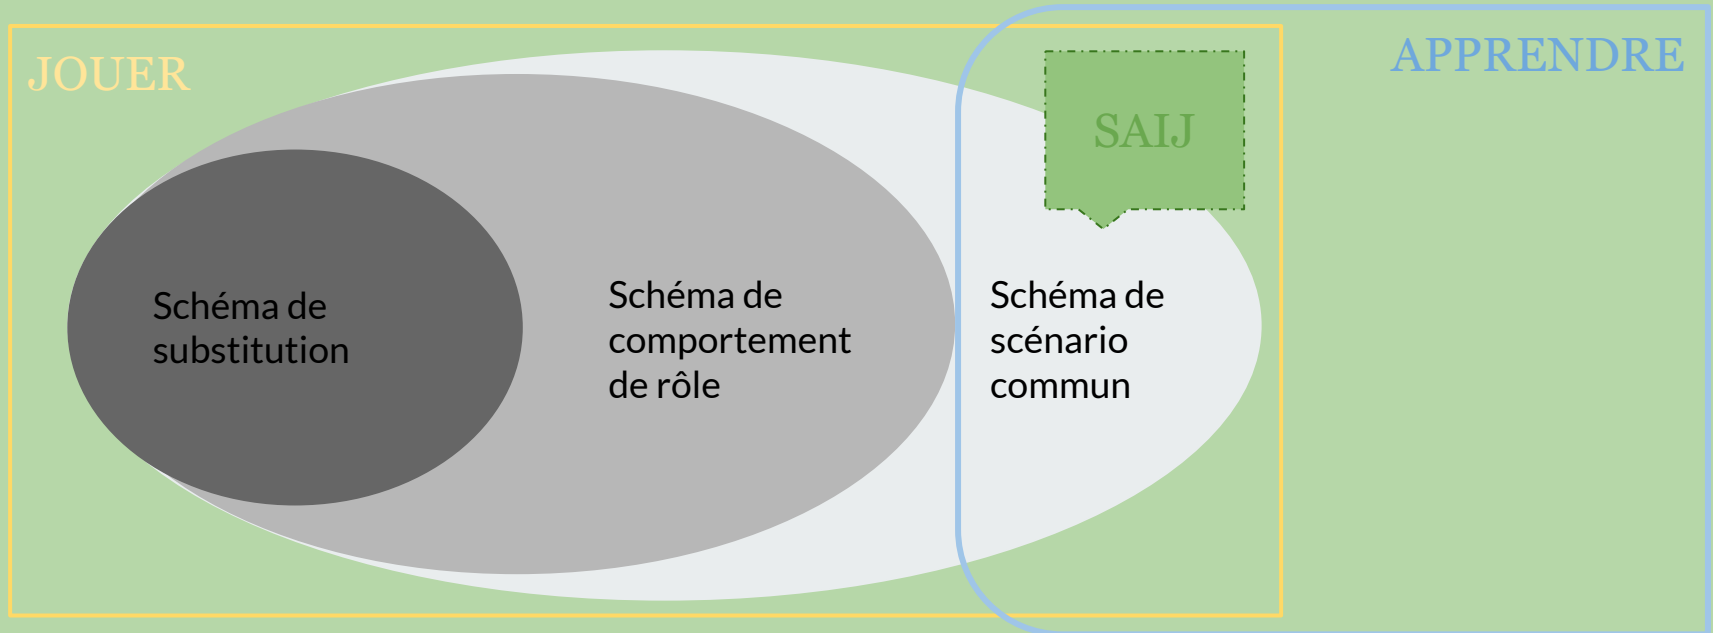 JOUER
APPRENDRE
SAIJ
Schéma de
substitution
Schéma de
comportement
de rôle
Schéma de
scénario
commun